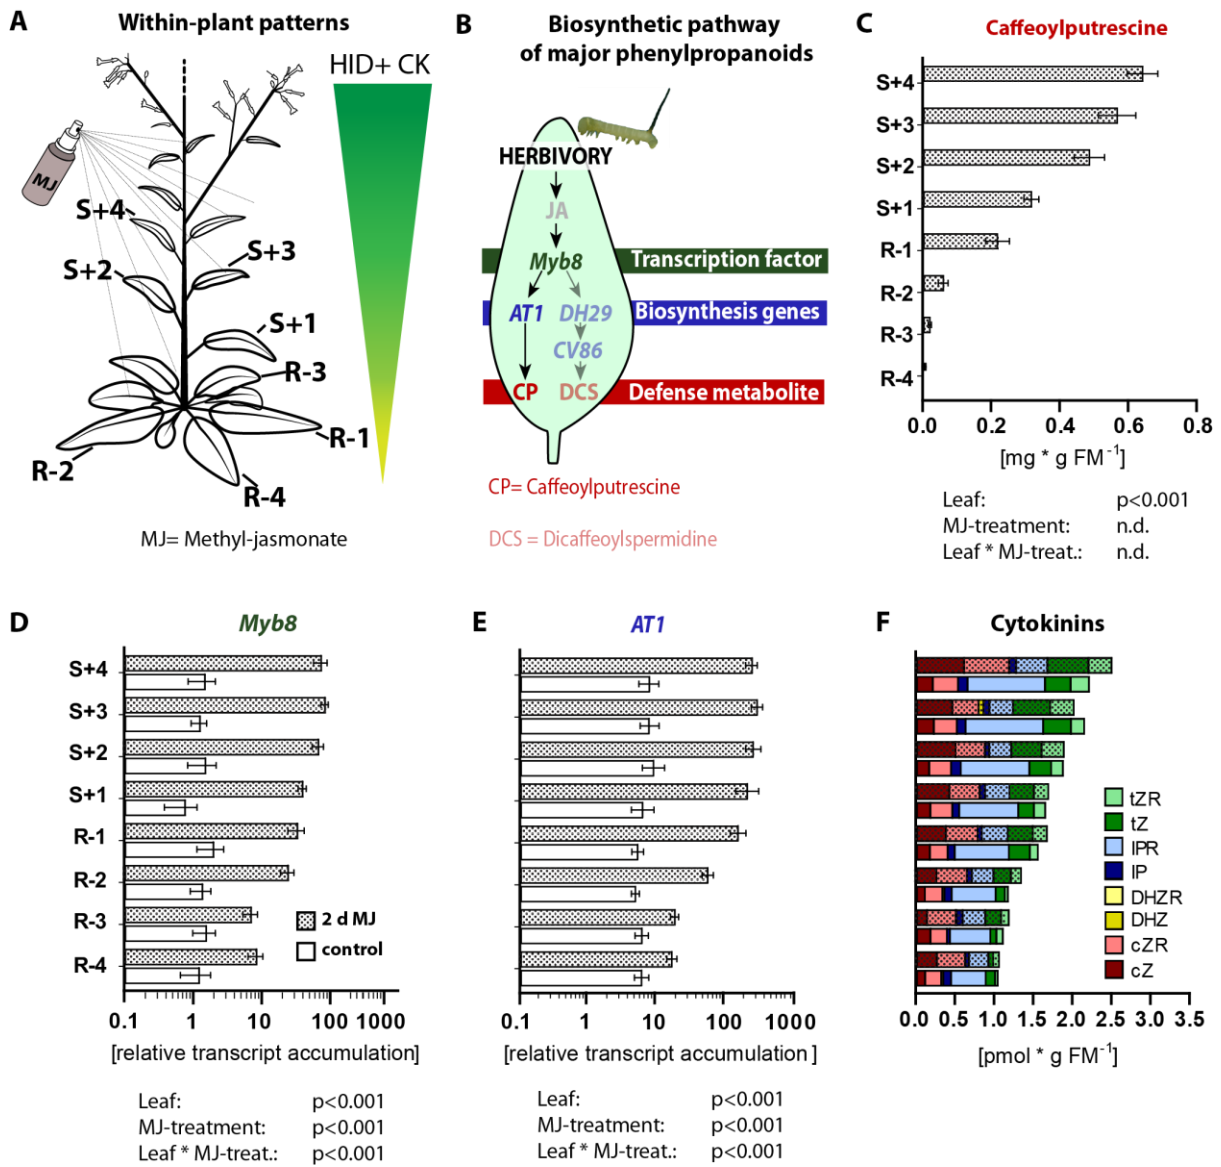 A
Within-plant patterns
HID+ CK
MJ
S+4
S+3
S+2
S+1
R-3
R-1
R-2
R-4
MJ= Methyl-jasmonate
B
Biosynthetic pathway
of major phenylpropanoids
HERBIVORY
JA
Myb8 Transcription factor
AT1 DH29 Biosynthesis genes
CV86
CP DCS Defense metabolite
CP= Caffeoylputrescine
DCS = Dicaffeoylspermidine
C
Caffeoylputrescine
S+4
S+3
S+2
S+1
R-1
R-2
R-3
R-4
0.0 0.2 0.4 0.6 0.8
[mg * g FM⁻¹]
Leaf: p<0.001
MJ-treatment: n.d.
Leaf * MJ-treat.: n.d.
D
Myb8
S+4
S+3
S+2
S+1
R-1
R-2
R-3
R-4
2 d MJ
control
0.1 1 10 100 1000
[relative transcript accumulation]
Leaf: p<0.001
MJ-treatment: p<0.001
Leaf * MJ-treat.: p<0.001
E
AT1
0.1 1 10 100 1000
[relative transcript accumulation ]
Leaf: p<0.001
MJ-treatment: p<0.001
Leaf * MJ-treat.: p<0.001
F
Cytokinins
tZR
tZ
IPR
IP
DHZR
DHZ
cZR
cZ
0.0 0.5 1.0 1.5 2.0 2.5 3.0 3.5
[pmol * g FM⁻¹]